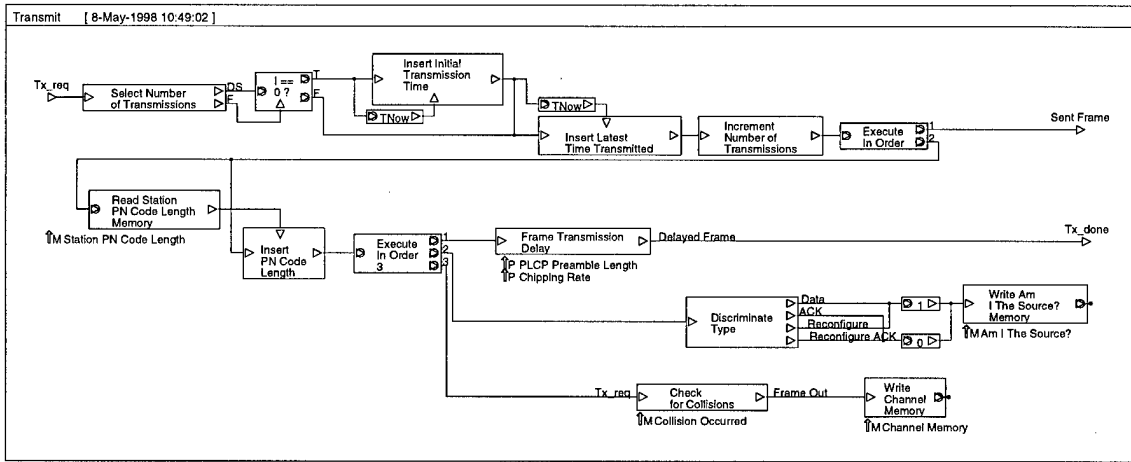 Transmit [ 8-May-1998 10:49:02 ]
Tx_req
Select Number
of Transmissions
DS
F
I ==
0 ?
T
F
Insert Initial
Transmission
Time
TNow
TNow
Insert Latest
Time Transmitted
Increment
Number of
Transmissions
Execute
In Order
1
2
Sent Frame
Read Station
PN Code Length
Memory
M Station PN Code Length
Insert
PN Code
Length
Execute
In Order
3
1
2
3
Frame Transmission
Delay
P PLCP Preamble Length
P Chipping Rate
Delayed Frame
Tx_done
Discriminate
Type
Data
ACK
Reconfigure
Reconfigure ACK
1
0
Write Am
I The Source?
Memory
M Am I The Source?
Tx_req
Check
for Collisions
M Collision Occurred
Frame Out
Write
Channel
Memory
M Channel Memory